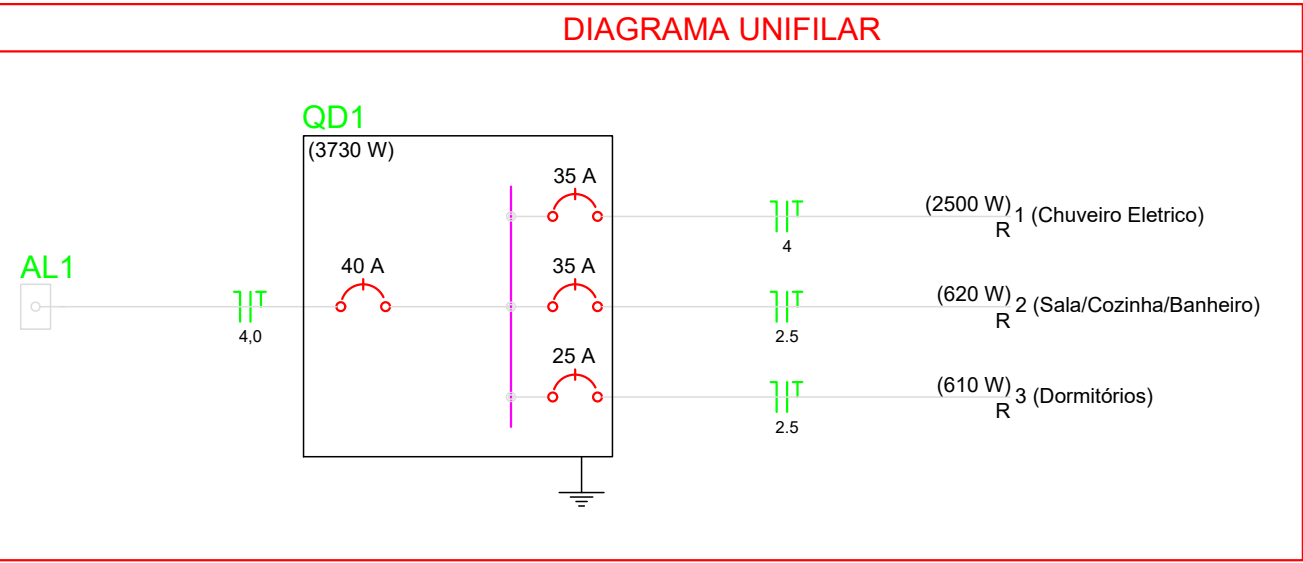 DIAGRAMA UNIFILAR
QD1
(3730 W)
35 A
(2500 W)
R
1 (Chuveiro Eletrico)
4
AL1
4,0
40 A
35 A
(620 W)
R
2 (Sala/Cozinha/Banheiro)
2.5
25 A
(610 W)
R
3 (Dormitórios)
2.5